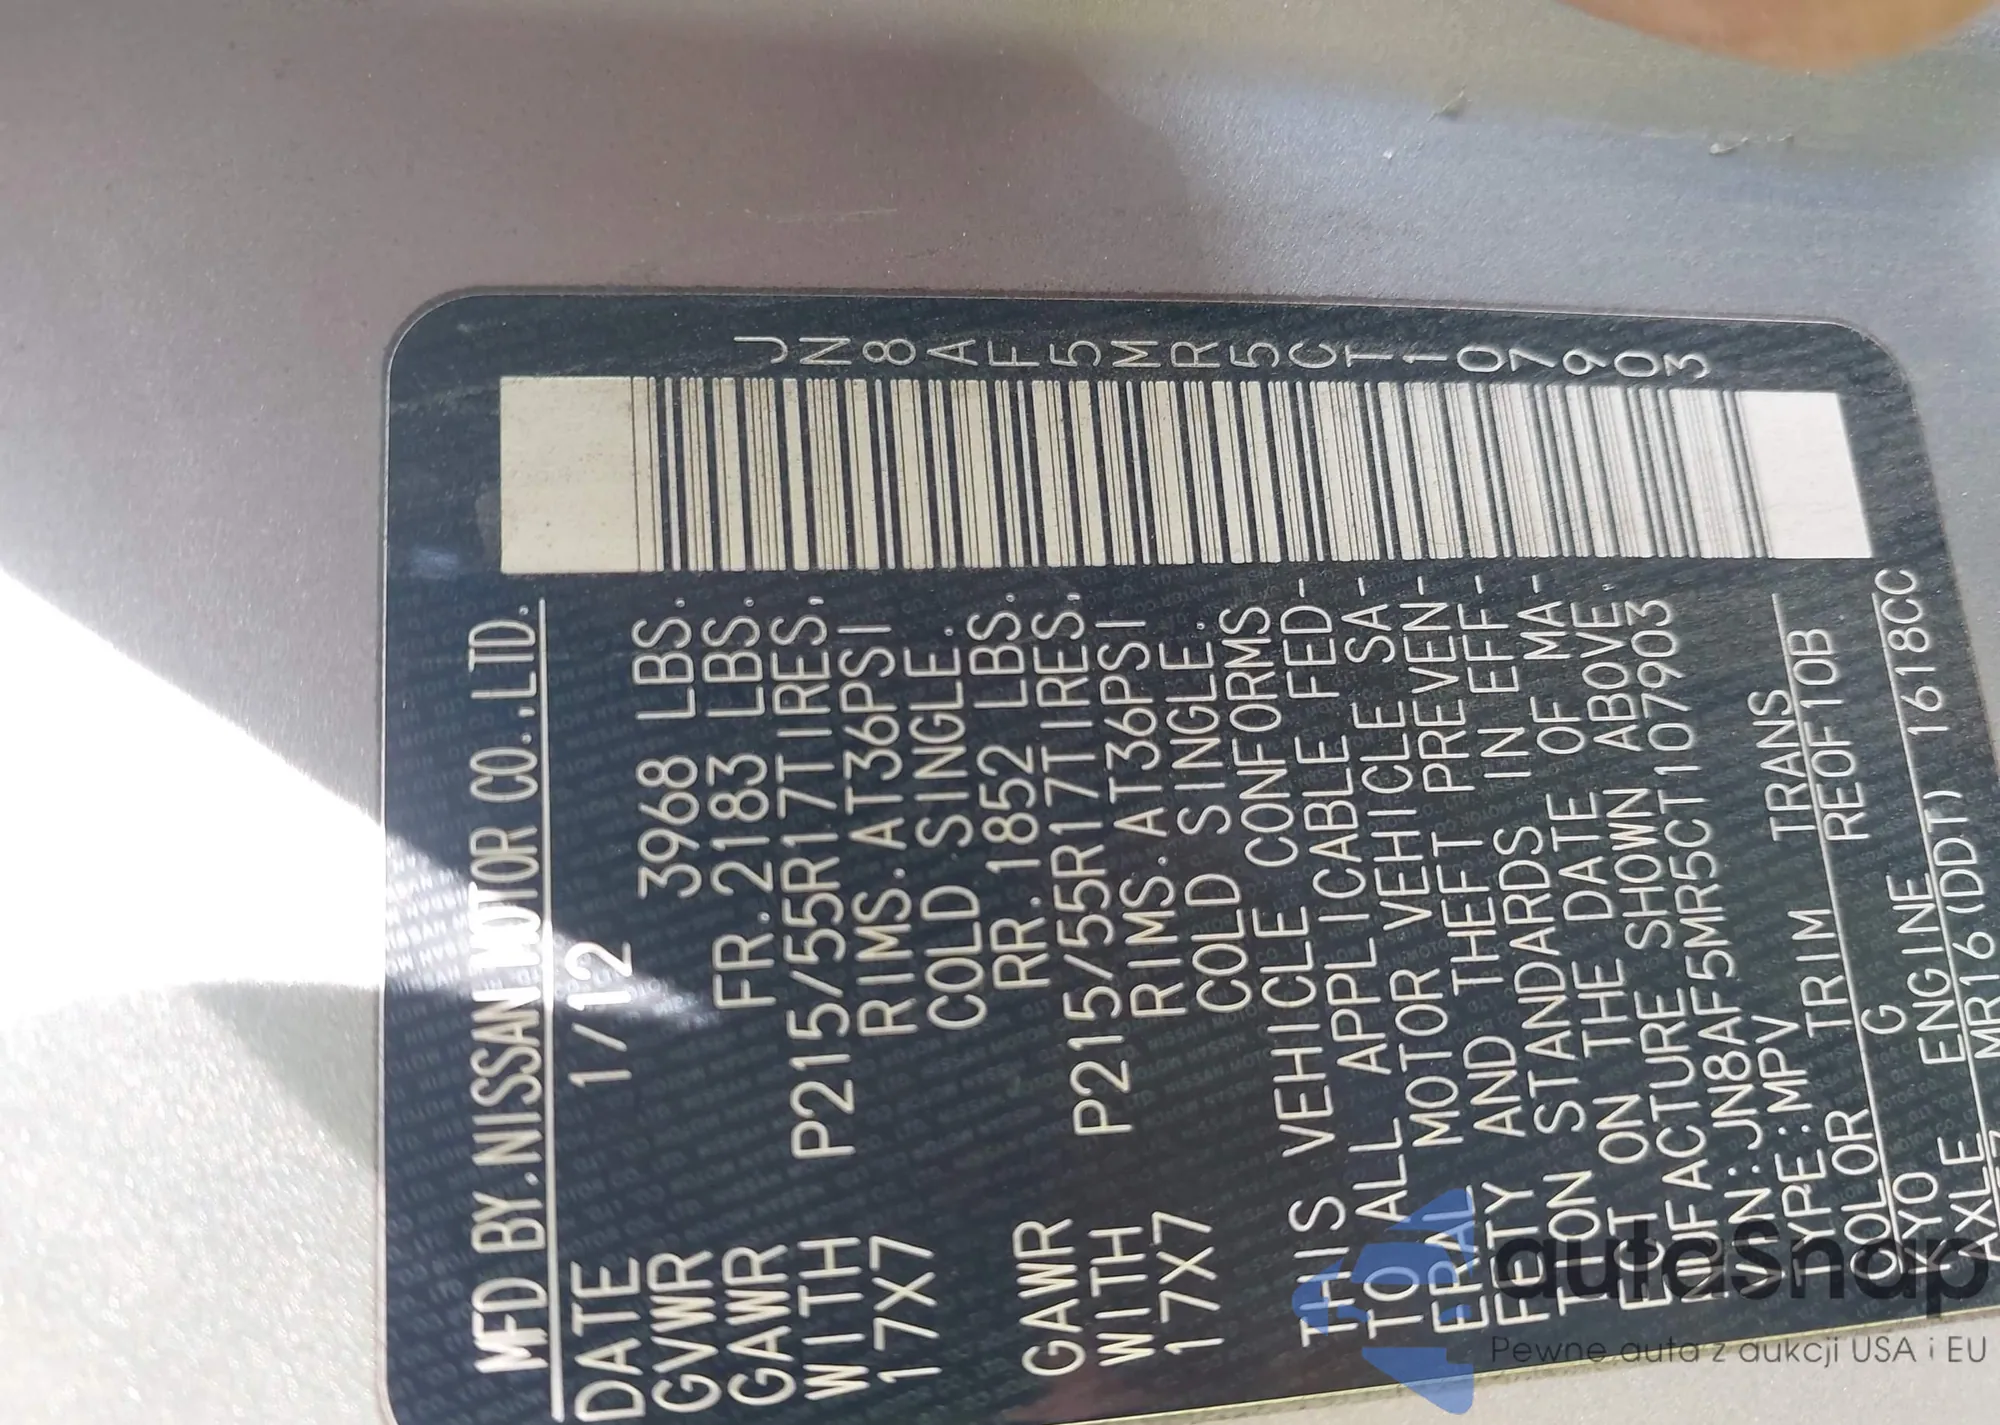 JN8AF5MR5CT107903
MFD BY.NISSAN MOTOR CO.,LTD.
DATE 1/12
GVWR 3968 LBS.
GAWR FR.2183 LBS.
WITH P215/55R17TIRES,
17X7 RIMS.AT36PSI
COLD SINGLE.
GAWR RR.1852 LBS.
WITH P215/55R17TIRES,
17X7 RIMS.AT36PSI
COLD SINGLE.
THIS VEHICLE CONFORMS
TO ALL APPLICABLE FED-
ERAL MOTOR VEHICLE SA-
FETY AND THEFT PREVEN-
TION STANDARDS IN EFF-
ECT ON THE DATE OF MA-
NUFACTURE SHOWN ABOVE
VIN:JN8AF5MR5CT107903
TYPE:MPV
COLOR TRIM TRANS
KYO G RE0F10B
AXLE ENGINE
MR16(DDT) 1618CC
autoSnap
Pewne auta z aukcji USA i EU